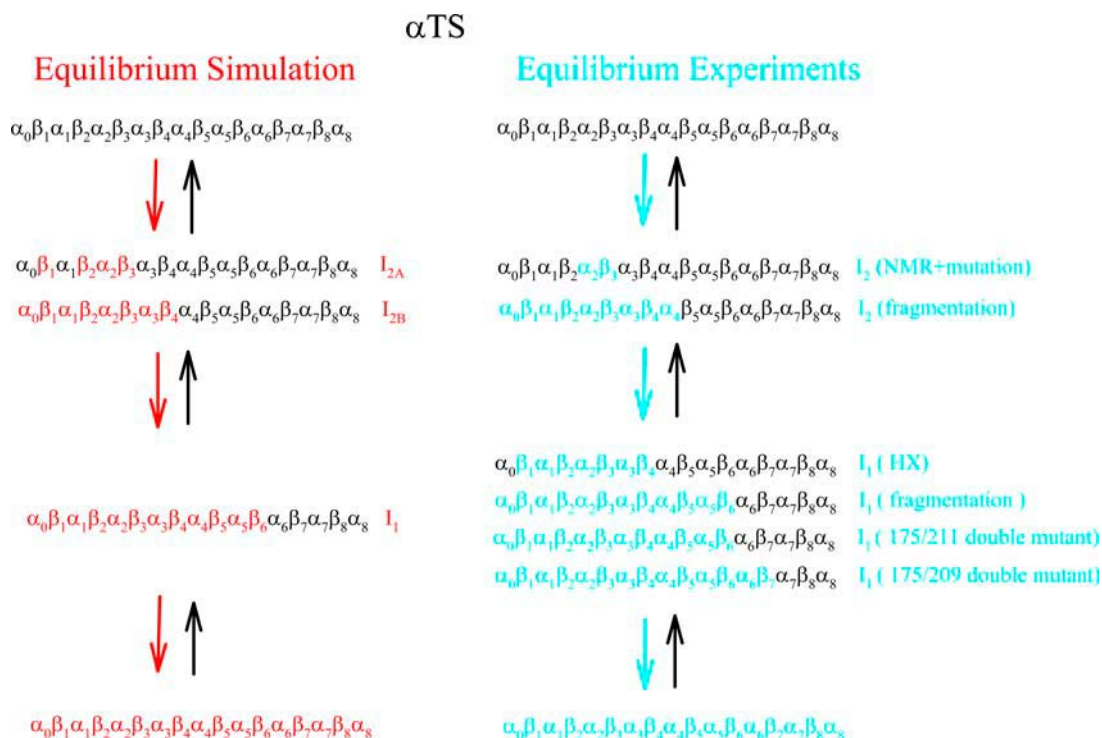 αTS
Equilibrium Simulation
Equilibrium Experiments
α₀β₁α₁β₂α₂β₃α₃β₄α₄β₅α₅β₆α₆β₇α₇β₈α₈
α₀β₁α₁β₂α₂β₃α₃β₄α₄β₅α₅β₆α₆β₇α₇β₈α₈
α₀β₁α₁β₂α₂β₃α₃β₄α₄β₅α₅β₆α₆β₇α₇β₈α₈ I₂A
α₀β₁α₁β₂α₂β₃α₃β₄α₄β₅α₅β₆α₆β₇α₇β₈α₈ I₂ (NMR+mutation)
α₀β₁α₁β₂α₂β₃α₃β₄α₄β₅α₅β₆α₆β₇α₇β₈α₈ I₂B
α₀β₁α₁β₂α₂β₃α₃β₄α₄β₅α₅β₆α₆β₇α₇β₈α₈ I₂ (fragmentation)
α₀β₁α₁β₂α₂β₃α₃β₄α₄β₅α₅β₆α₆β₇α₇β₈α₈ I₁ ( HX)
α₀β₁α₁β₂α₂β₃α₃β₄α₄β₅α₅β₆α₆β₇α₇β₈α₈ I₁ ( fragmentation )
α₀β₁α₁β₂α₂β₃α₃β₄α₄β₅α₅β₆α₆β₇α₇β₈α₈ I₁
α₀β₁α₁β₂α₂β₃α₃β₄α₄β₅α₅β₆α₆β₇α₇β₈α₈ I₁ ( 175/211 double mutant)
α₀β₁α₁β₂α₂β₃α₃β₄α₄β₅α₅β₆α₆β₇α₇β₈α₈ I₁ ( 175/209 double mutant)
α₀β₁α₁β₂α₂β₃α₃β₄α₄β₅α₅β₆α₆β₇α₇β₈α₈
α₀β₁α₁β₂α₂β₃α₃β₄α₄β₅α₅β₆α₆β₇α₇β₈α₈